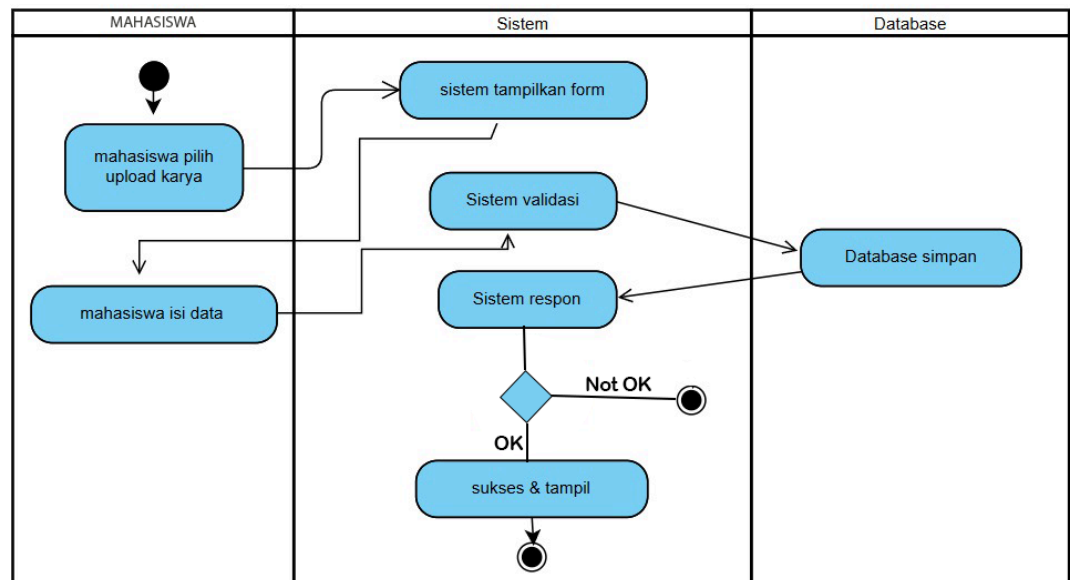 MAHASISWA
Sistem
Database
sistem tampilkan form
mahasiswa pilih
upload karya
Sistem validasi
Database simpan
mahasiswa isi data
Sistem respon
Not OK
OK
sukses & tampil